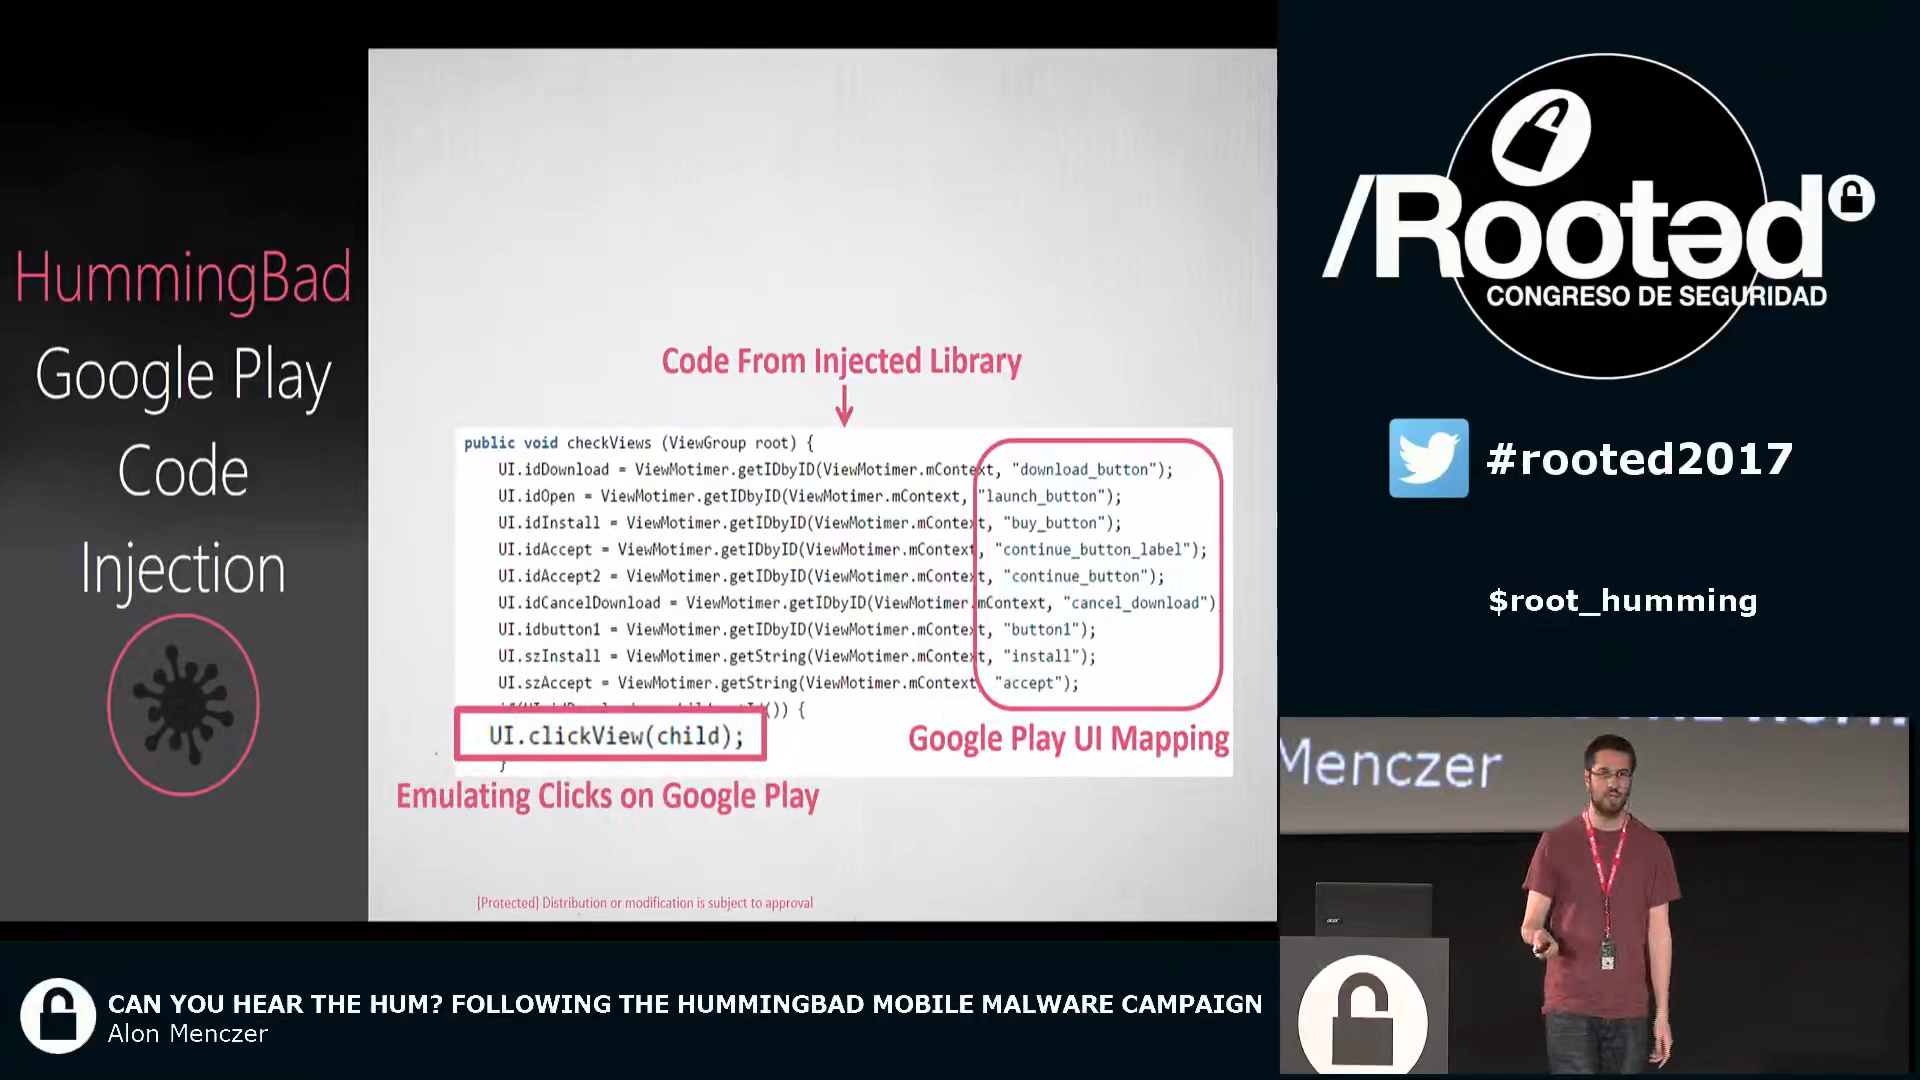 HummingBad
Google Play
Code
Injection
Code From Injected Library
public void checkViews (ViewGroup root) {
UI.idDownload = ViewMotimer.getIDbyID(ViewMotimer.mContext, "download_button");
UI.idOpen = ViewMotimer.getIDbyID(ViewMotimer.mContext, "launch_button");
UI.idInstall = ViewMotimer.getIDbyID(ViewMotimer.mContext, "buy_button");
UI.idAccept = ViewMotimer.getIDbyID(ViewMotimer.mContext, "continue_button_label");
UI.idAccept2 = ViewMotimer.getIDbyID(ViewMotimer.mContext, "continue_button");
UI.idCancelDownload = ViewMotimer.getIDbyID(ViewMotimer.mContext, "cancel_download")
UI.idbutton1 = ViewMotimer.getIDbyID(ViewMotimer.mContext, "button1");
UI.szInstall = ViewMotimer.getString(ViewMotimer.mContext, "install");
UI.szAccept = ViewMotimer.getString(ViewMotimer.mContext, "accept");
()) {
UI.clickView(child);
}
Google Play UI Mapping
Emulating Clicks on Google Play
[Protected] Distribution or modification is subject to approval
/Rootəd
CONGRESO DE SEGURIDAD
#rooted2017
$root_humming
Menczer
acer
CAN YOU HEAR THE HUM? FOLLOWING THE HUMMINGBAD MOBILE MALWARE CAMPAIGN
Alon Menczer